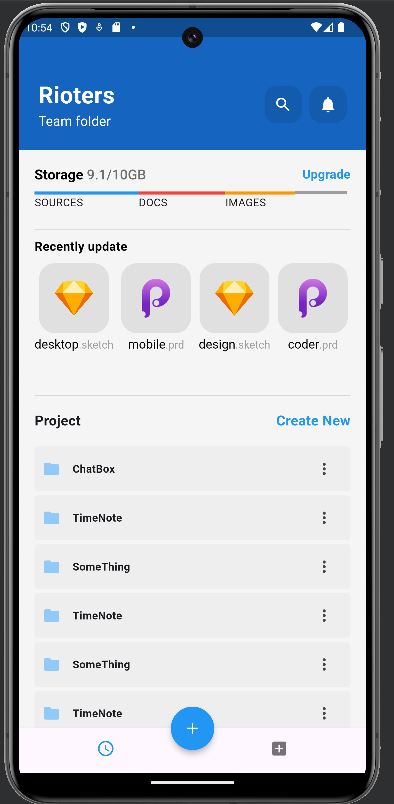 10:54
Rioters
Team folder
Storage 9.1/10GB Upgrade
SOURCES DOCS IMAGES
Recently update
desktop.sketch mobile.prd design.sketch coder.prd
Project Create New
ChatBox
TimeNote
SomeThing
TimeNote
SomeThing
TimeNote